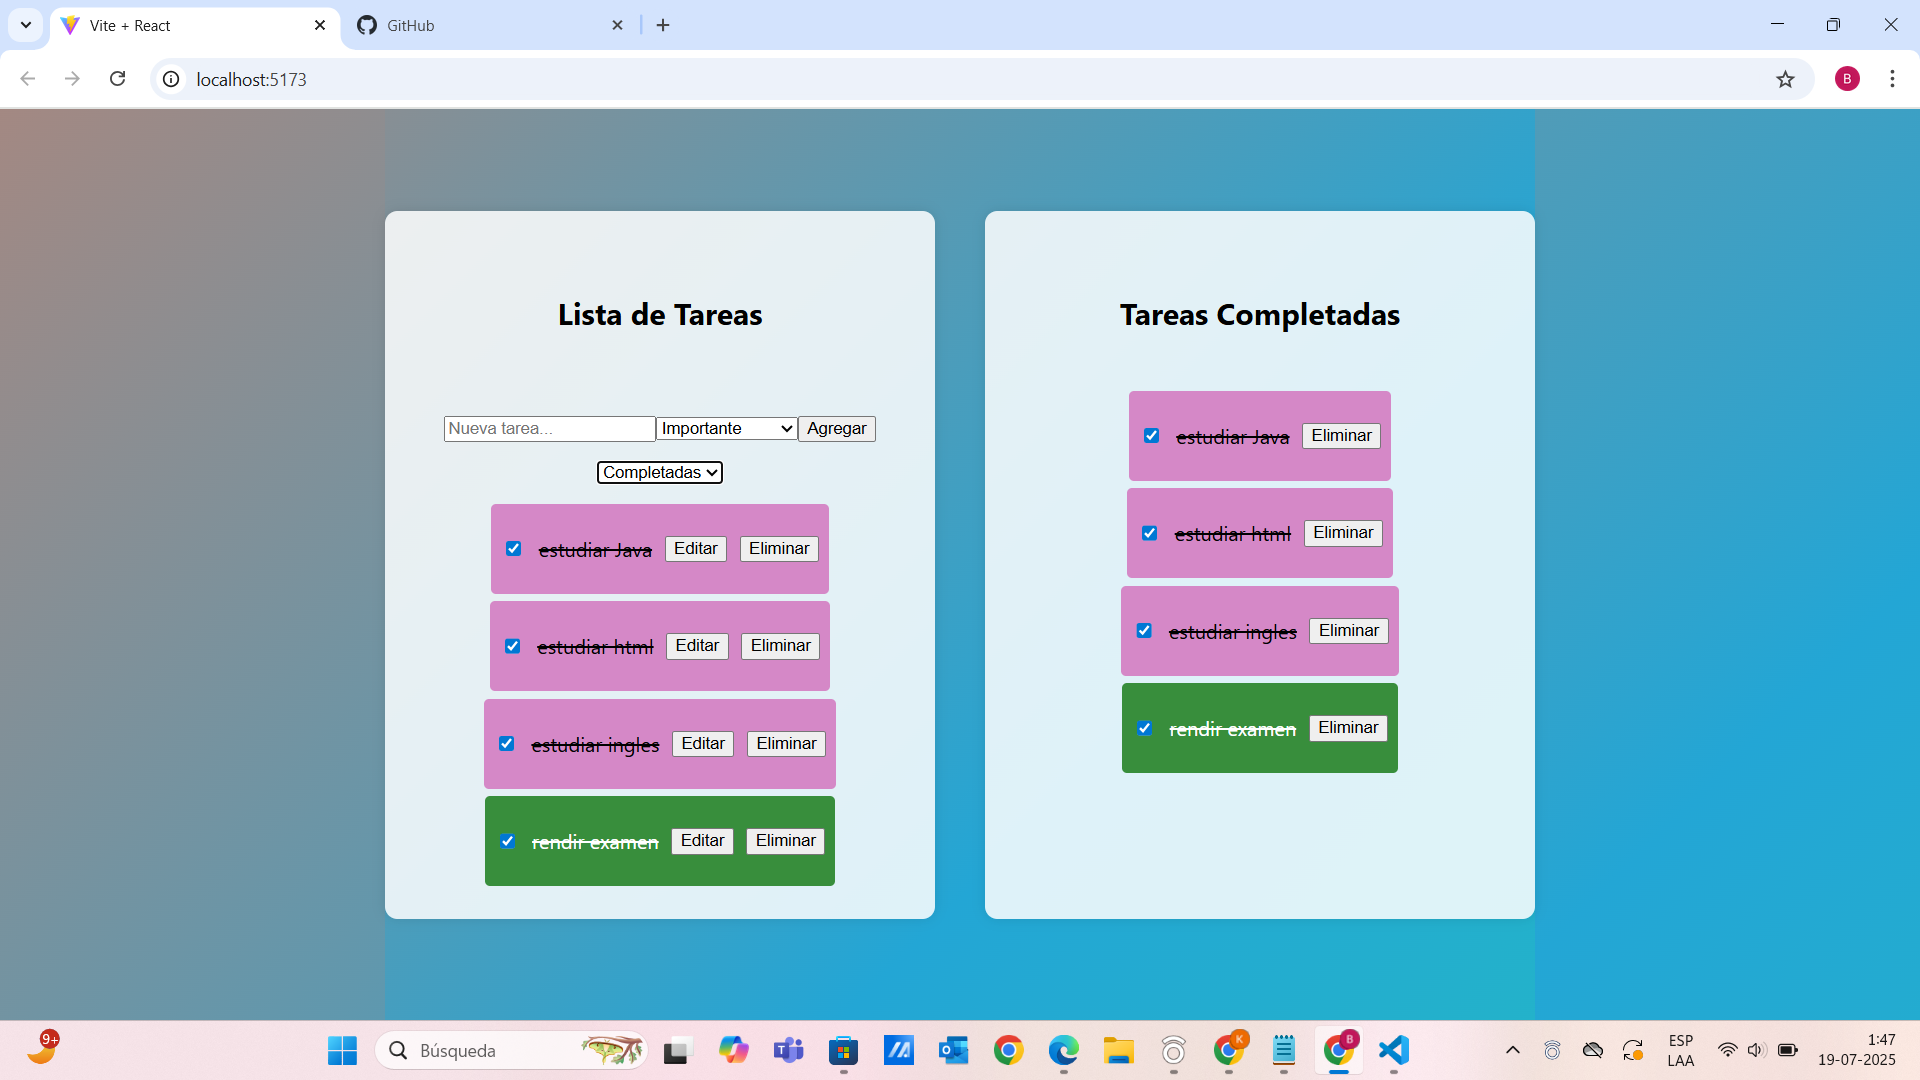 Vite + React
GitHub
localhost:5173
B
Lista de Tareas
Nueva tarea... Importante Agregar
Completadas
estudiar Java Editar Eliminar
estudiar html Editar Eliminar
estudiar ingles Editar Eliminar
rendir examen Editar Eliminar
Tareas Completadas
estudiar Java Eliminar
estudiar html Eliminar
estudiar ingles Eliminar
rendir examen Eliminar
9+
Búsqueda
K
B
ESP
LAA
1:47
19-07-2025